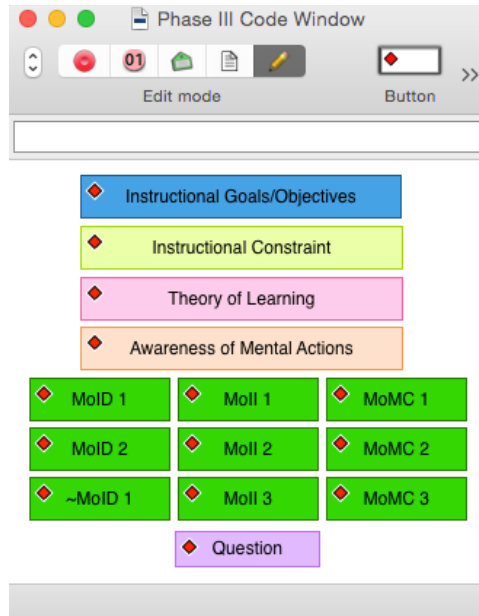 Phase III Code Window
01
Edit mode
Button
Instructional Goals/Objectives
Instructional Constraint
Theory of Learning
Awareness of Mental Actions
MoID 1 MoII 1 MoMC 1
MoID 2 MoII 2 MoMC 2
~MoID 1 MoII 3 MoMC 3
Question